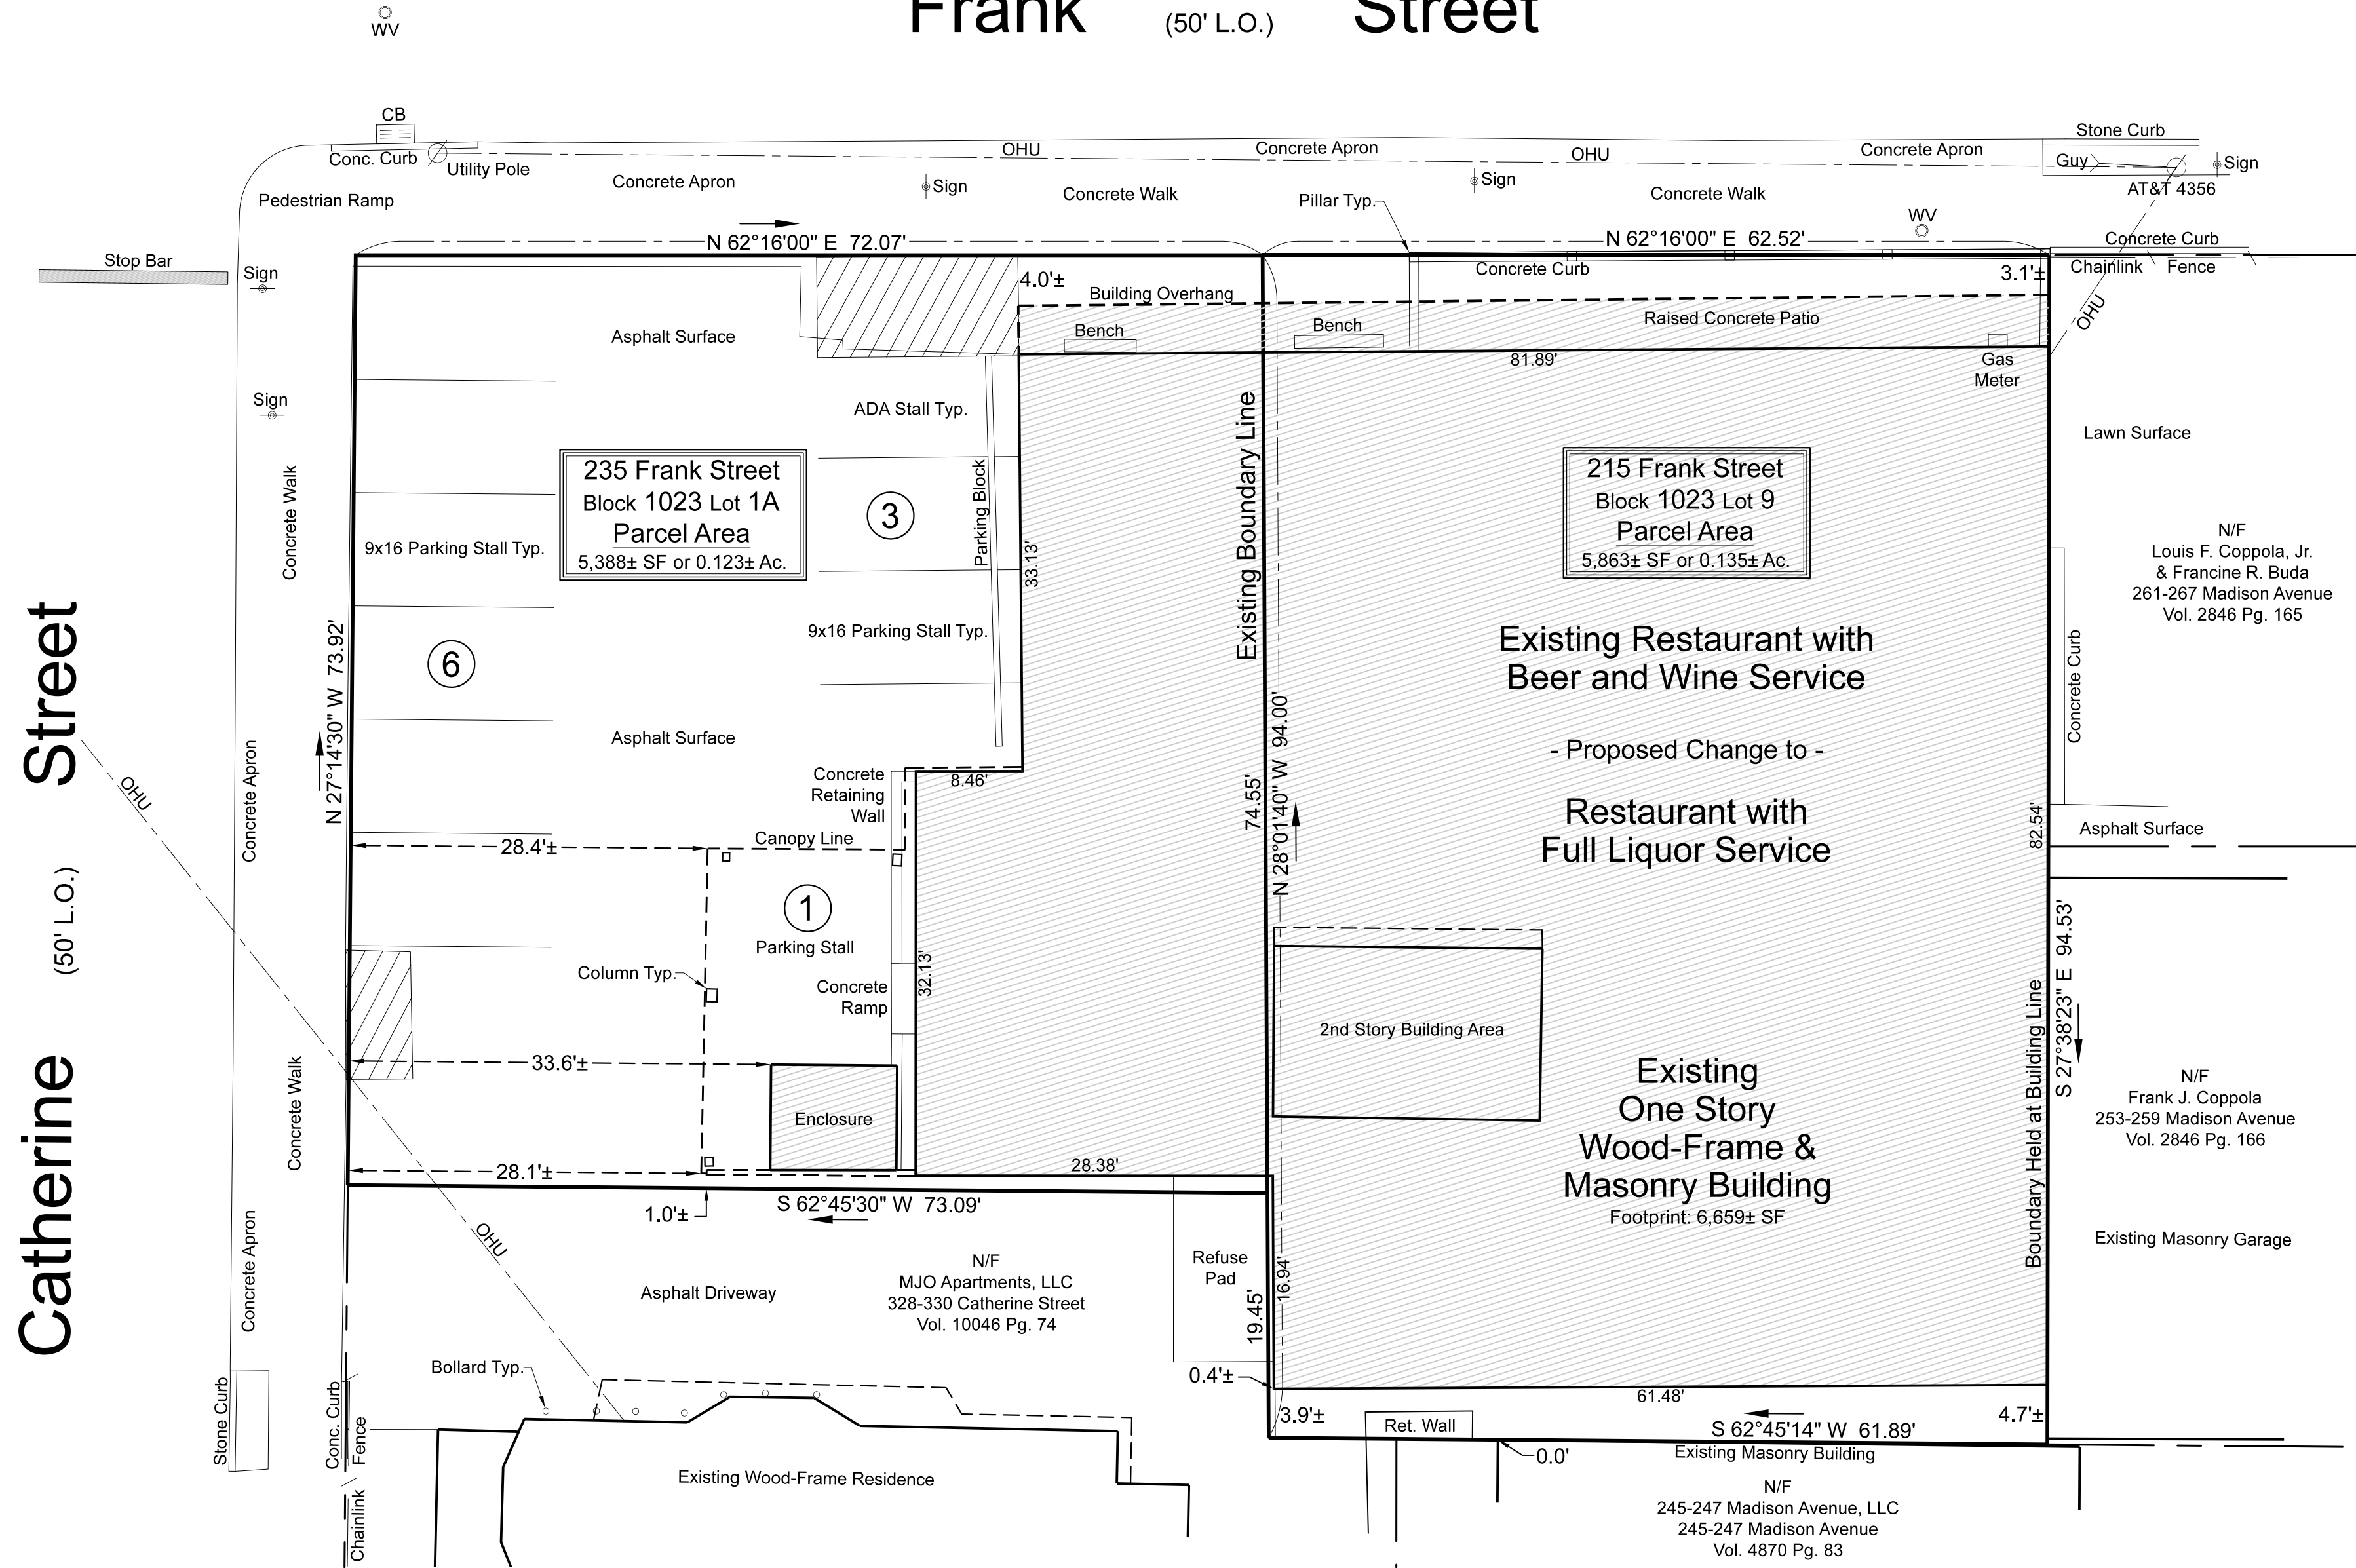 Frank (50' L.O.) Street
WV
CB
Conc. Curb
Utility Pole
Pedestrian Ramp
Concrete Apron
OHU
Concrete Apron
OHU
Concrete Apron
Stone Curb
Guy
Sign
AT&T 4356
Sign
Concrete Walk
Sign
Pillar Typ.
Concrete Walk
WV
Stop Bar
Sign
N 62°16'00" E 72.07'
N 62°16'00" E 62.52'
Concrete Curb
Chainlink Fence
OHU
Concrete Curb
3.1'±
4.0'±
Building Overhang
Bench
Bench
Raised Concrete Patio
81.89'
Gas
Meter
Asphalt Surface
Sign
ADA Stall Typ.
Lawn Surface
Concrete Walk
235 Frank Street
Block 1023 Lot 1A
Parcel Area
5,388± SF or 0.123± Ac.
3
Parking Block
33.13'
Existing Boundary Line
215 Frank Street
Block 1023 Lot 9
Parcel Area
5,863± SF or 0.135± Ac.
N/F
Louis F. Coppola, Jr.
& Francine R. Buda
261-267 Madison Avenue
Vol. 2846 Pg. 165
9x16 Parking Stall Typ.
9x16 Parking Stall Typ.
6
N 27°14'30" W 73.92'
Catherine (50' L.O.) Street
OHU
Concrete Apron
Asphalt Surface
Existing Restaurant with
Beer and Wine Service
- Proposed Change to -
Restaurant with
Full Liquor Service
Concrete Curb
Concrete
Retaining
Wall
8.46'
74.55'
N 28°01'40" W 94.00'
82.54'
Asphalt Surface
Canopy Line
28.4'±
1
Parking Stall
Column Typ.
Concrete
Ramp
32.13'
2nd Story Building Area
S 27°38'23" E 94.53'
Boundary Held at Building Line
33.6'±
Enclosure
Concrete Walk
Existing
One Story
Wood-Frame &
Masonry Building
Footprint: 6,659± SF
N/F
Frank J. Coppola
253-259 Madison Avenue
Vol. 2846 Pg. 166
Existing Masonry Garage
28.1'±
28.38'
1.0'±
S 62°45'30" W 73.09'
OHU
Concrete Apron
Asphalt Driveway
N/F
MJO Apartments, LLC
328-330 Catherine Street
Vol. 10046 Pg. 74
Refuse
Pad
16.94'
19.45'
0.4'±
61.48'
Bollard Typ.
Stone Curb
Conc. Curb
Chainlink Fence
3.9'±
Ret. Wall
S 62°45'14" W 61.89'
4.7'±
0.0'
Existing Masonry Building
Existing Wood-Frame Residence
N/F
245-247 Madison Avenue, LLC
245-247 Madison Avenue
Vol. 4870 Pg. 83